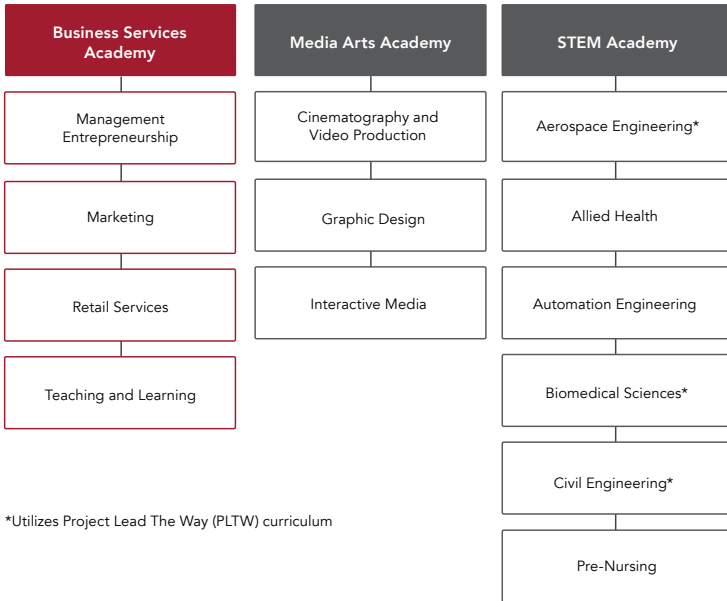 Business Services
Academy
Management
Entrepreneurship
Marketing
Retail Services
Teaching and Learning
Media Arts Academy
Cinematography and
Video Production
Graphic Design
Interactive Media
STEM Academy
Aerospace Engineering*
Allied Health
Automation Engineering
Biomedical Sciences*
Civil Engineering*
Pre-Nursing
*Utilizes Project Lead The Way (PLTW) curriculum